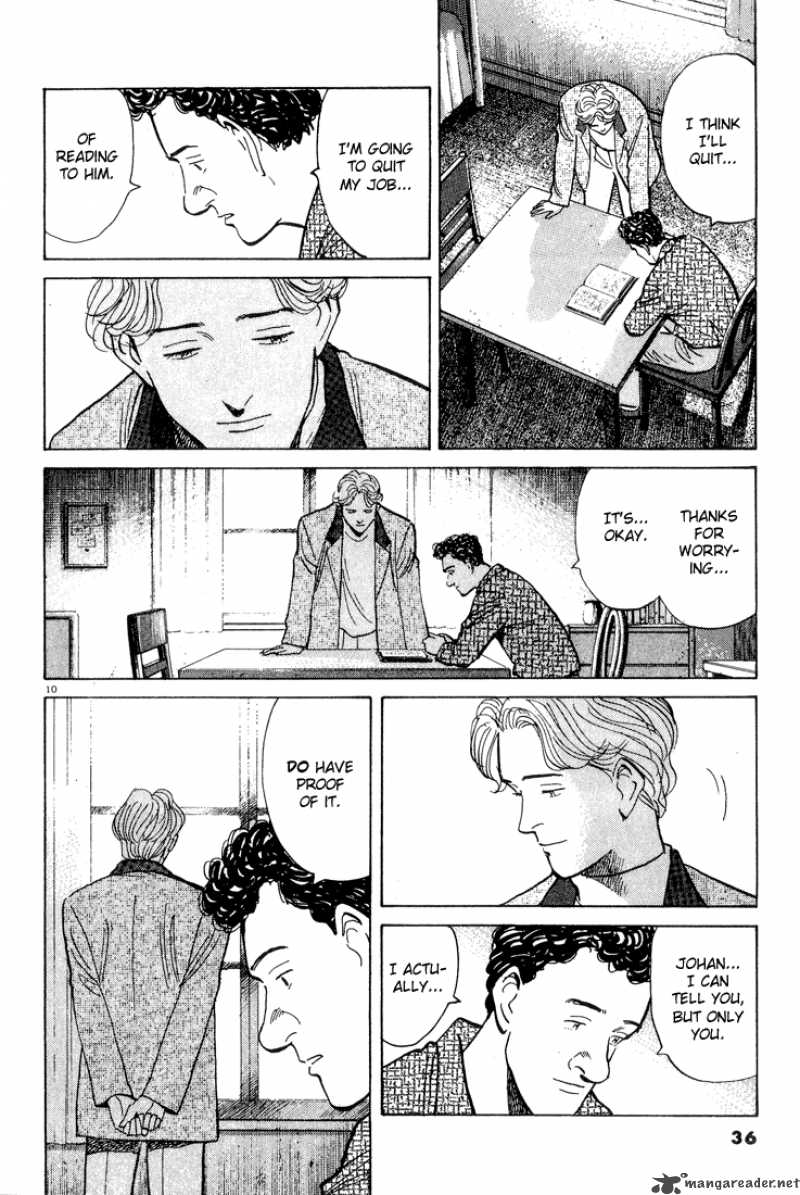 I THINK
I'LL
QUIT...
I'M GOING
TO QUIT
MY JOB...
OF
READING
TO HIM.
THANKS
FOR
WORRY-
ING...
IT'S...
OKAY.
10
JOHAN...
I CAN
TELL YOU,
BUT ONLY
YOU.
I ACTU-
ALLY...
DO HAVE
PROOF
OF IT.
36
mangareader.net